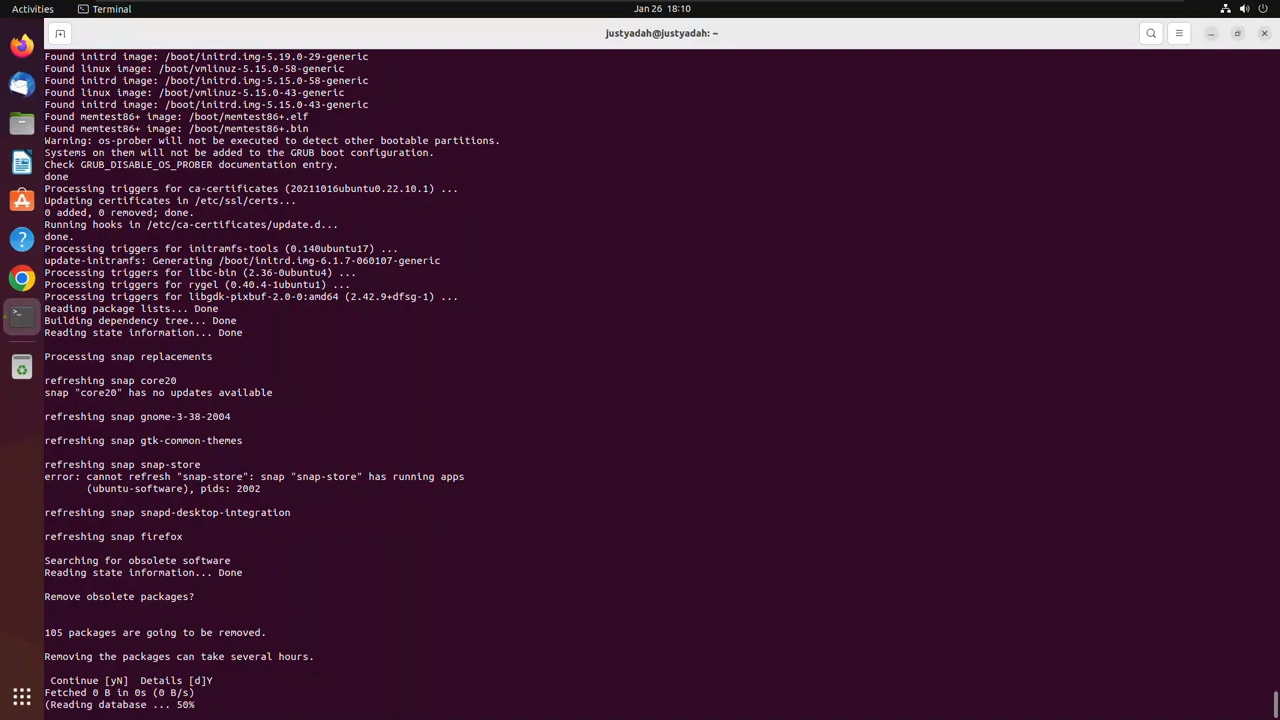 Activities
Terminal
Jan 26 18:10
justyadah@justyadah: ~
Found initrd image: /boot/initrd.img-5.19.0-29-generic
Found linux image: /boot/vmlinuz-5.15.0-58-generic
Found initrd image: /boot/initrd.img-5.15.0-58-generic
Found linux image: /boot/vmlinuz-5.15.0-43-generic
Found initrd image: /boot/initrd.img-5.15.0-43-generic
Found memtest86+ image: /boot/memtest86+.elf
Found memtest86+ image: /boot/memtest86+.bin
Warning: os-prober will not be executed to detect other bootable partitions.
Systems on them will not be added to the GRUB boot configuration.
Check GRUB_DISABLE_OS_PROBER documentation entry.
done
Processing triggers for ca-certificates (20211016ubuntu0.22.10.1) ...
Updating certificates in /etc/ssl/certs...
0 added, 0 removed; done.
Running hooks in /etc/ca-certificates/update.d...
done.
Processing triggers for initramfs-tools (0.140ubuntu17) ...
update-initramfs: Generating /boot/initrd.img-6.1.7-060107-generic
Processing triggers for libc-bin (2.36-0ubuntu4) ...
Processing triggers for rygel (0.40.4-1ubuntu1) ...
Processing triggers for libgdk-pixbuf-2.0-0:amd64 (2.42.9+dfsg-1) ...
Reading package lists... Done
Building dependency tree... Done
Reading state information... Done
Processing snap replacements
refreshing snap core20
snap "core20" has no updates available
refreshing snap gnome-3-38-2004
refreshing snap gtk-common-themes
refreshing snap snap-store
error: cannot refresh "snap-store": snap "snap-store" has running apps
(ubuntu-software), pids: 2002
refreshing snap snapd-desktop-integration
refreshing snap firefox
Searching for obsolete software
Reading state information... Done
Remove obsolete packages?
105 packages are going to be removed.
Removing the packages can take several hours.
Continue [yN]  Details [d]Y
Fetched 0 B in 0s (0 B/s)
(Reading database ... 50%